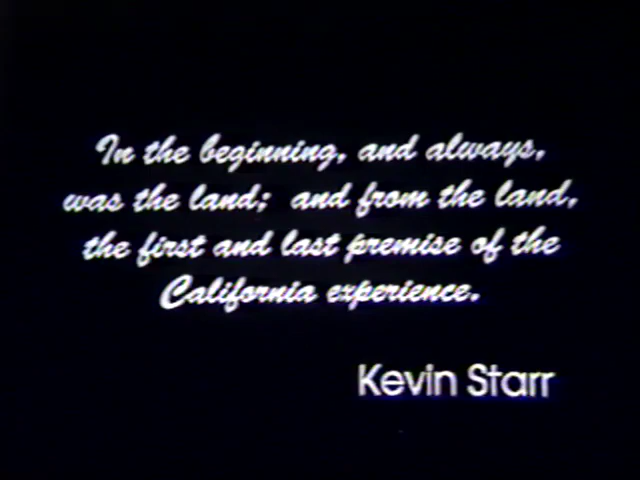 In the beginning, and always,
was the land; and from the land,
the first and last premise of the
California experience.
Kevin Starr